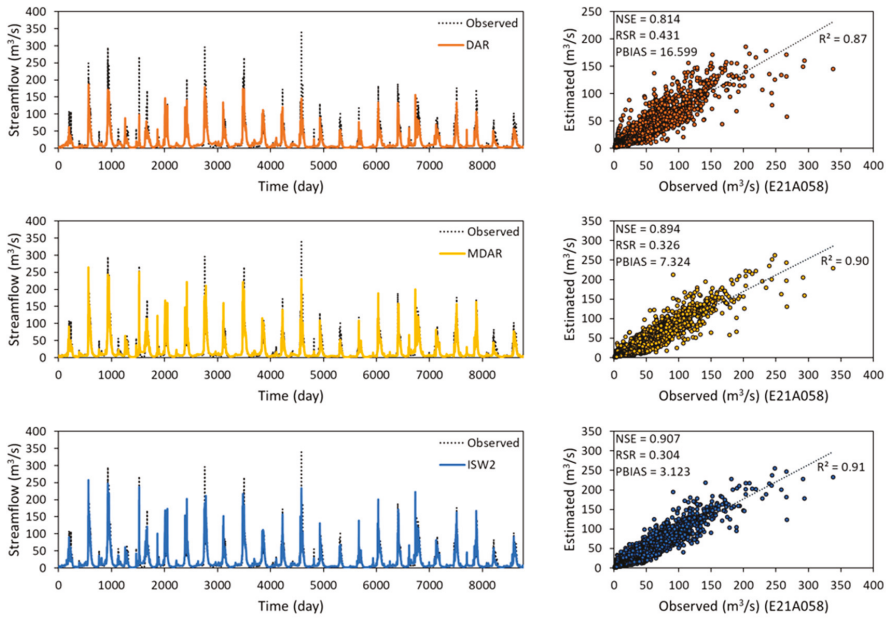 Streamflow (m³/s)
400
350
300
250
200
150
100
50
0
0 1000 2000 3000 4000 5000 6000 7000 8000
Time (day)
Observed
DAR
Estimated (m³/s)
250
200
150
100
50
0
0 50 100 150 200 250 300 350 400
Observed (m³/s) (E21A058)
NSE = 0.814
RSR = 0.431
PBIAS = 16.599
R² = 0.87
Streamflow (m³/s)
400
350
300
250
200
150
100
50
0
0 1000 2000 3000 4000 5000 6000 7000 8000
Time (day)
Observed
MDAR
Estimated (m³/s)
350
300
250
200
150
100
50
0
0 50 100 150 200 250 300 350 400
Observed (m³/s) (E21A058)
NSE = 0.894
RSR = 0.326
PBIAS = 7.324
R² = 0.90
Streamflow (m³/s)
400
350
300
250
200
150
100
50
0
0 1000 2000 3000 4000 5000 6000 7000 8000
Time (day)
Observed
ISW2
Estimated (m³/s)
350
300
250
200
150
100
50
0
0 50 100 150 200 250 300 350 400
Observed (m³/s) (E21A058)
NSE = 0.907
RSR = 0.304
PBIAS = 3.123
R² = 0.91